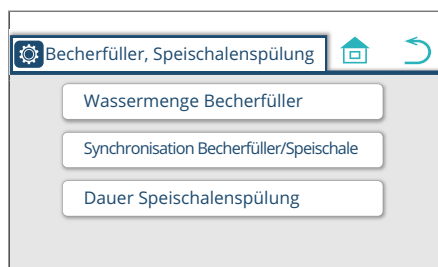 Becherfüller, Speischalenspülung
Wassermenge Becherfüller
Synchronisation Becherfüller/Speischale
Dauer Speischalenspülung